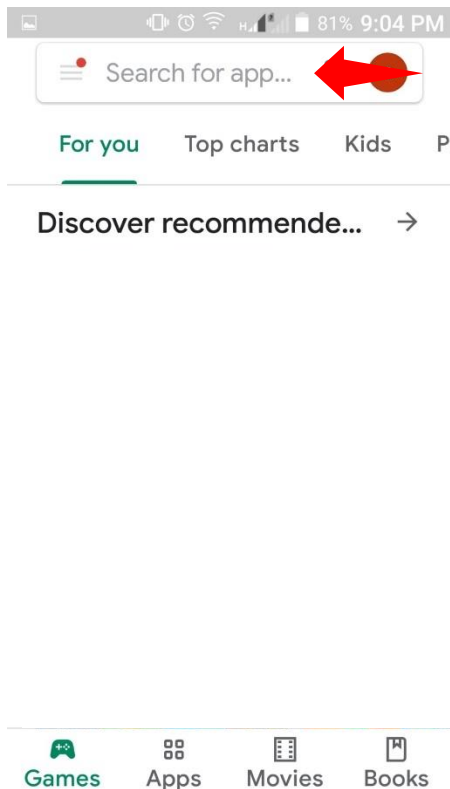 81% 9:04 PM
Search for app...
For you Top charts Kids P
Discover recommende...
Games Apps Movies Books